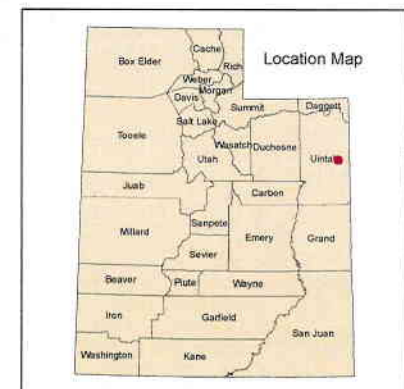 Location Map
Cache
Box Elder
Rich
Weber
Morgan
Davis
Summit
Daggett
Salt Lake
Tooele
Wasatch
Duchesne
Utah
Uintah
Juab
Carbon
Sanpete
Millard
Emery
Grand
Sevier
Beaver
Piute
Wayne
Iron
Garfield
San Juan
Washington
Kane